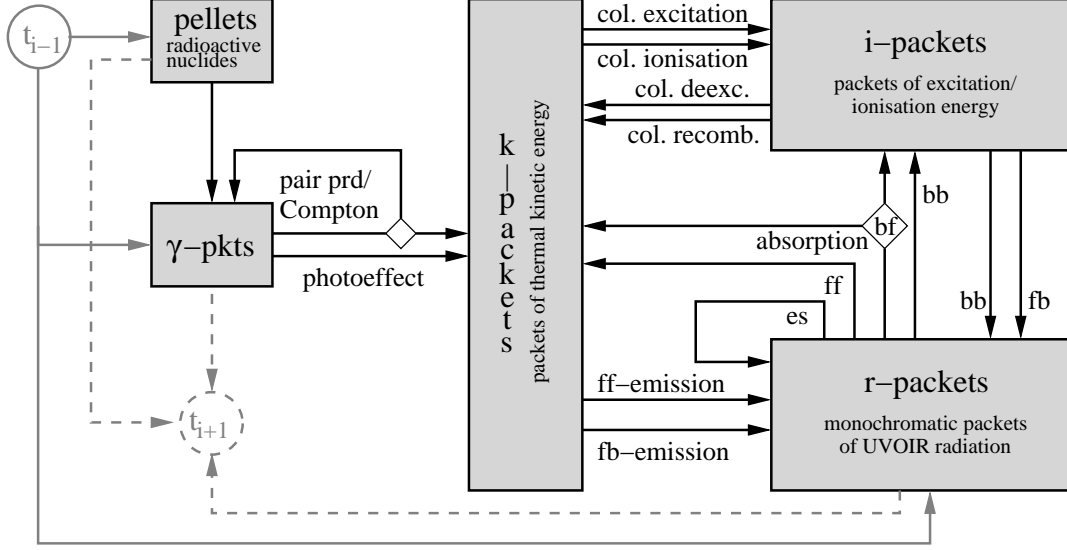 t_{i−1}
pellets
radioactive
nuclides
pair prd/
Compton
γ−pkts
photoeffect
t_{i+1}
k−packets
packets of thermal kinetic energy
col. excitation
col. ionisation
col. deexc.
col. recomb.
i−packets
packets of excitation/
ionisation energy
bf
bb
absorption
ff
es
bb
fb
ff−emission
fb−emission
r−packets
monochromatic packets
of UVOIR radiation